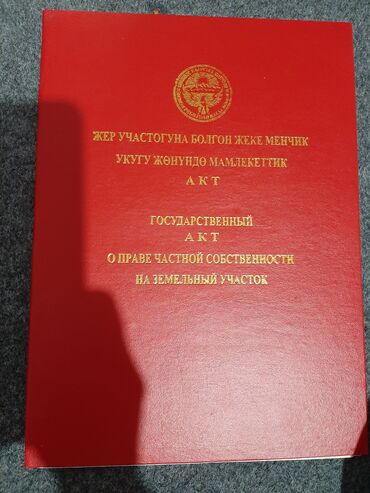 ЖЕР УЧАСТОГУНА БОЛГОН ЖЕКЕ МЕНЧИК
УКУГУ ЖӨНҮНДӨ МАМЛЕКЕТТИК
АКТ
ГОСУДАРСТВЕННЫЙ
АКТ
О ПРАВЕ ЧАСТНОЙ СОБСТВЕННОСТИ
НА ЗЕМЕЛЬНЫЙ УЧАСТОК